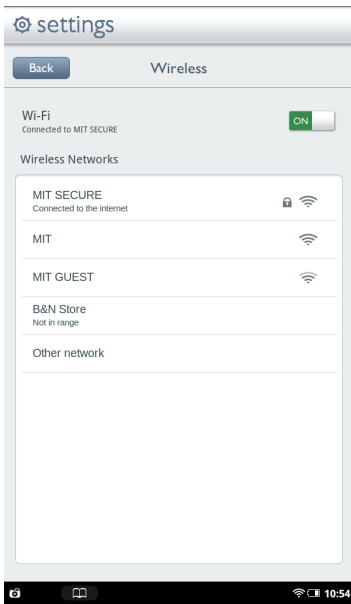 settings
Back
Wireless
Wi-Fi
ON
Connected to MIT SECURE
Wireless Networks
MIT SECURE
Connected to the internet
MIT
MIT GUEST
B&N Store
Not in range
Other network
10:54